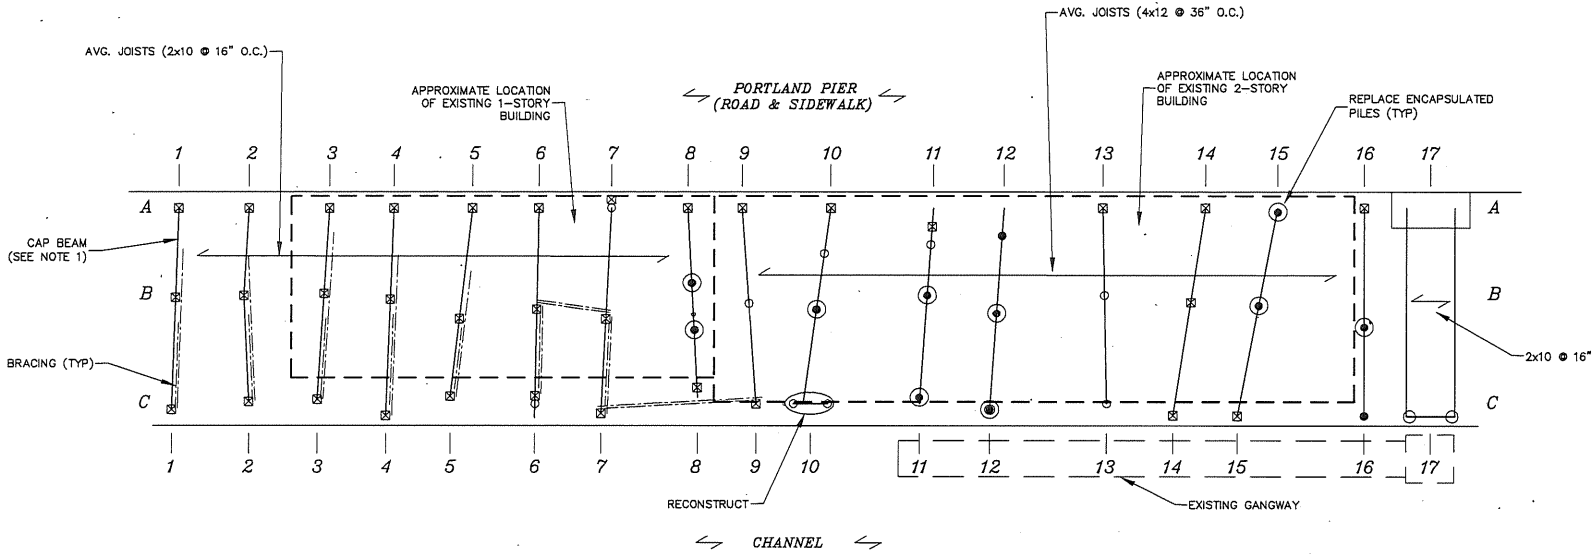 AVG. JOISTS (4x12 @ 36" O.C.)
AVG. JOISTS (2x10 @ 16" O.C.)
APPROXIMATE LOCATION
OF EXISTING 1-STORY
BUILDING
PORTLAND PIER
(ROAD & SIDEWALK)
APPROXIMATE LOCATION
OF EXISTING 2-STORY
BUILDING
REPLACE ENCAPSULATED
PILES (TYP)
1 2 3 4 5 6 7 8 9 10 11 12 13 14 15 16 17
A A
CAP BEAM
(SEE NOTE 1)
B B
BRACING (TYP)
2x10 @ 16"
C C
1 2 3 4 5 6 7 8 9 10 11 12 13 14 15 16 17
RECONSTRUCT
EXISTING GANGWAY
CHANNEL